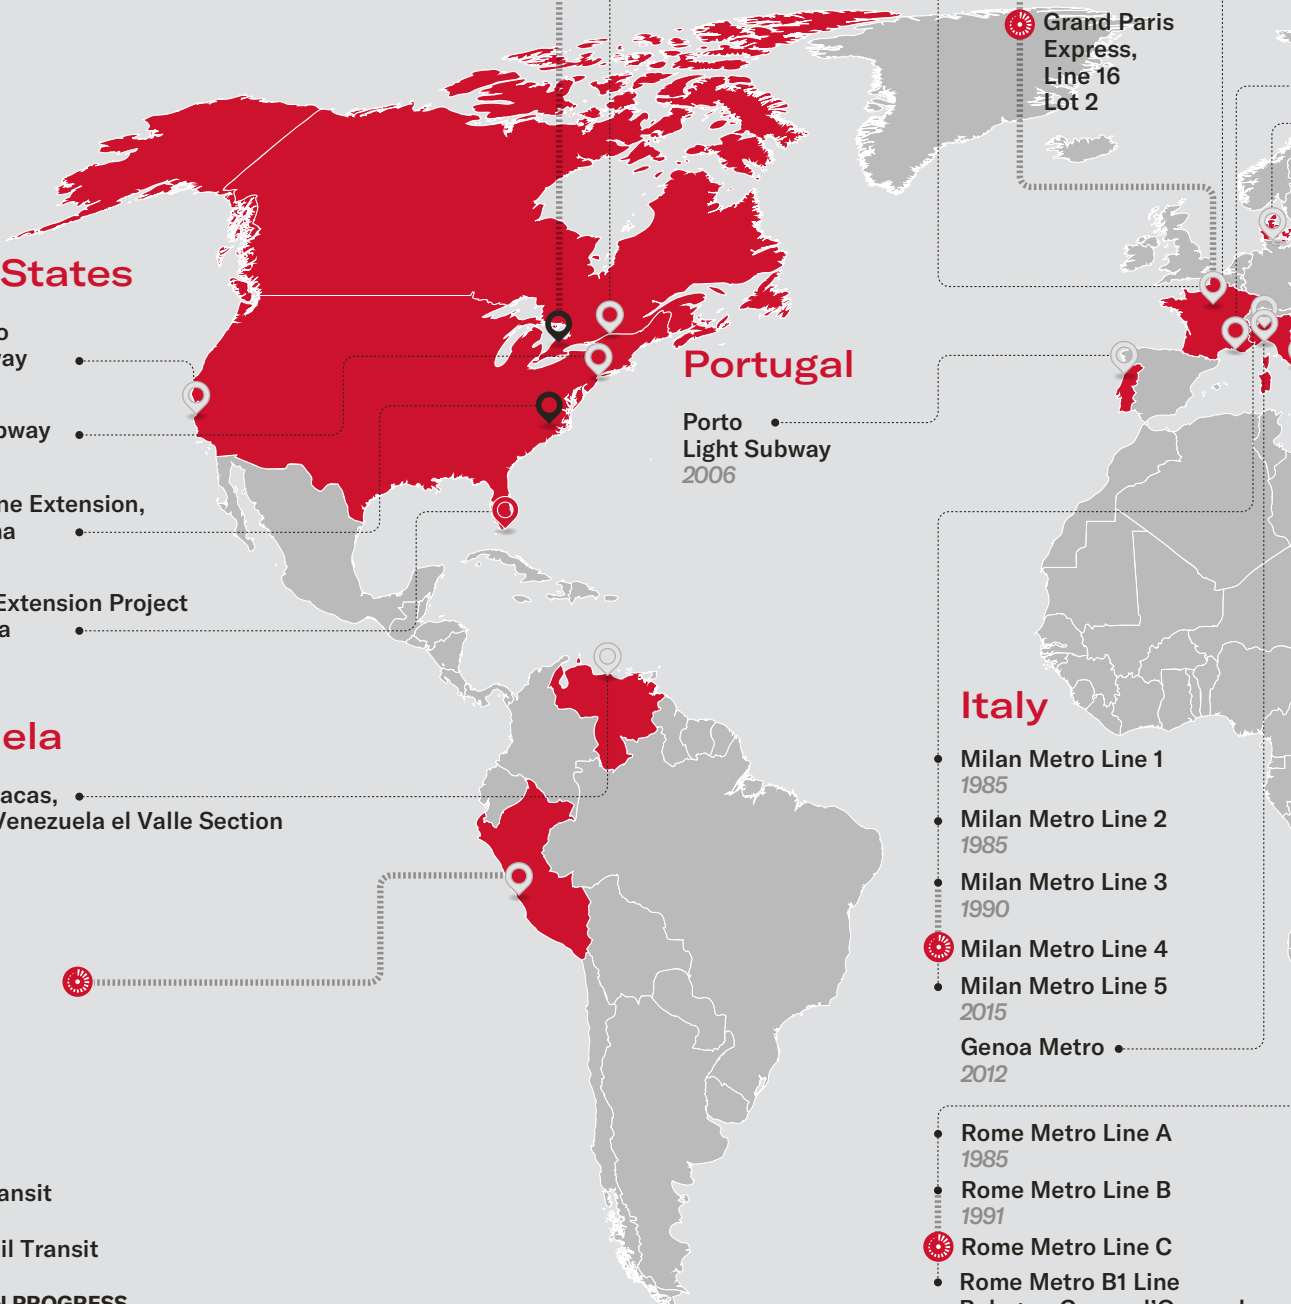 Grand Paris
Express,
Line 16
Lot 2
States
o
way
bway
ne Extension,
na
Extension Project
a
ela
acas,
Venezuela el Valle Section
Portugal
Porto
Light Subway
2006
Italy
Milan Metro Line 1
1985
Milan Metro Line 2
1985
Milan Metro Line 3
1990
Milan Metro Line 4
Milan Metro Line 5
2015
Genoa Metro
2012
Rome Metro Line A
1985
Rome Metro Line B
1991
Rome Metro Line C
Rome Metro B1 Line
ansit
il Transit
PROGRESS